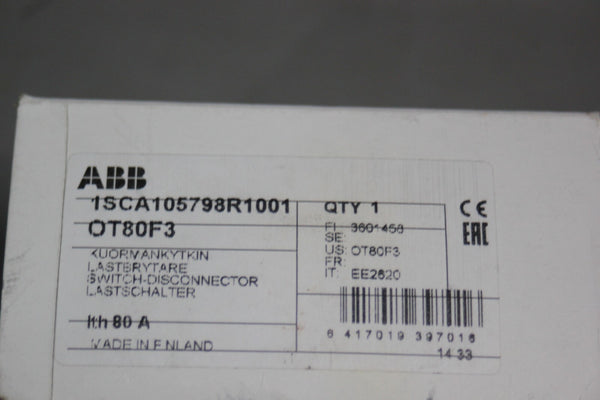 ABB
1SCA105798R1001
OT80F3
KUORMANKYTKIN
LASTBRYTARE
SWITCH-DISCONNECTOR
LASTSCHALTER
Ith 80 A
MADE IN FINLAND
QTY 1
FI: 3601458
SE:
US: OT80F3
FR:
IT: EE2620
CE
EAC
6 417019 397016
14 33